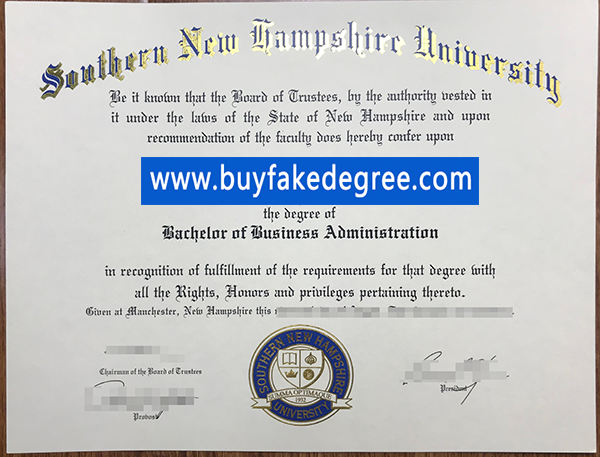 Southern New Hampshire University
Be it known that the Board of Trustees, by the authority vested in
it under the laws of the State of New Hampshire and upon
recommendation of the faculty does hereby confer upon
www.buyfakedegree.com
the degree of
Bachelor of Business Administration
in recognition of fulfillment of the requirements for that degree with
all the Rights, Honors and privileges pertaining thereto.
Given at Manchester, New Hampshire this
Chairman of the Board of Trustees
Provost
SOUTHERN NEW HAMPSHIRE
UNIVERSITY
SUMMA OPTIMAQUE
1932
President